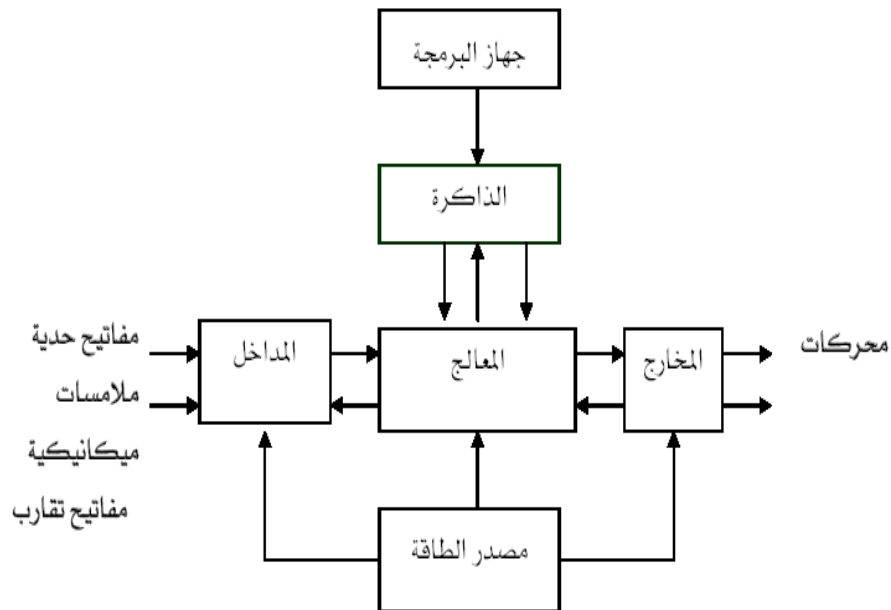 جهاز البرمجة
الذاكرة
المداخل
المعالج
المخارج
مصدر الطاقة
مفاتيح حدية
ملامسات
ميكانيكية
مفاتيح تقارب
محركات